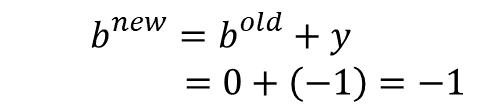 b^new = b^old + y
= 0 + (−1) = −1